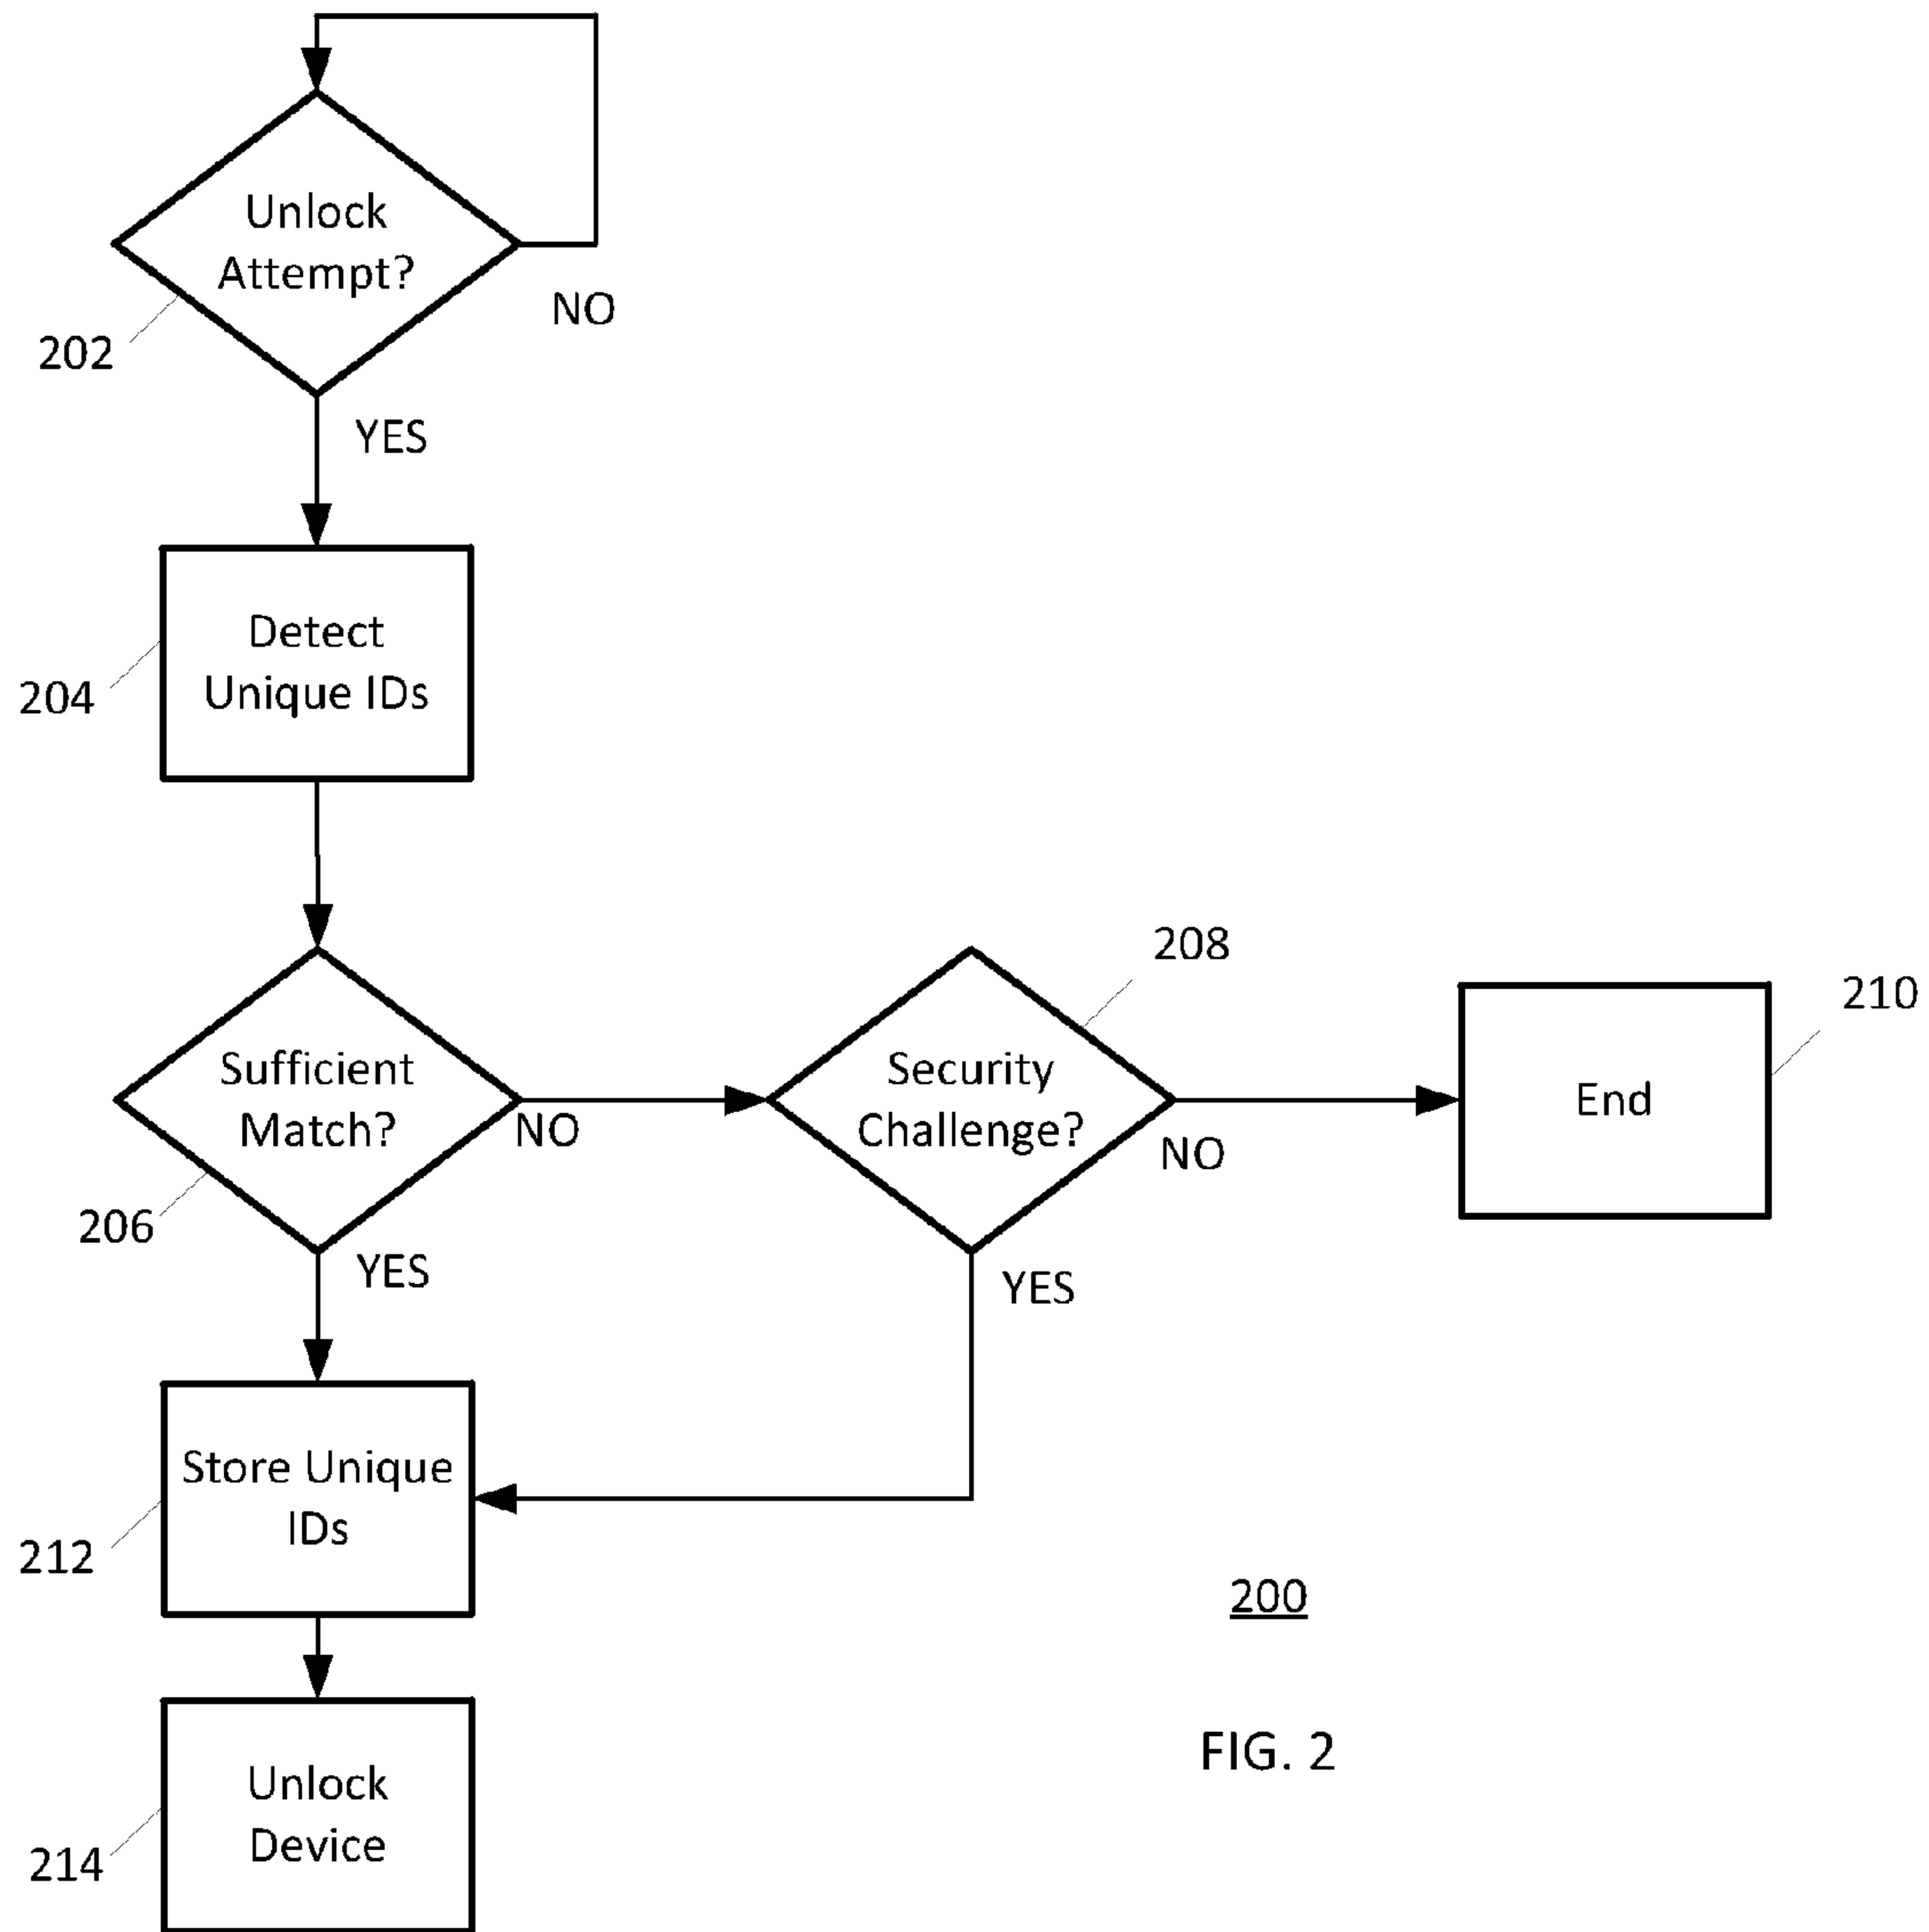 Unlock
Attempt?
NO
202
YES
Detect
Unique IDs
204
208
210
Sufficient
Match?
NO
Security
Challenge?
NO
End
206
YES
YES
Store Unique
IDs
212
200
Unlock
Device
214
FIG. 2